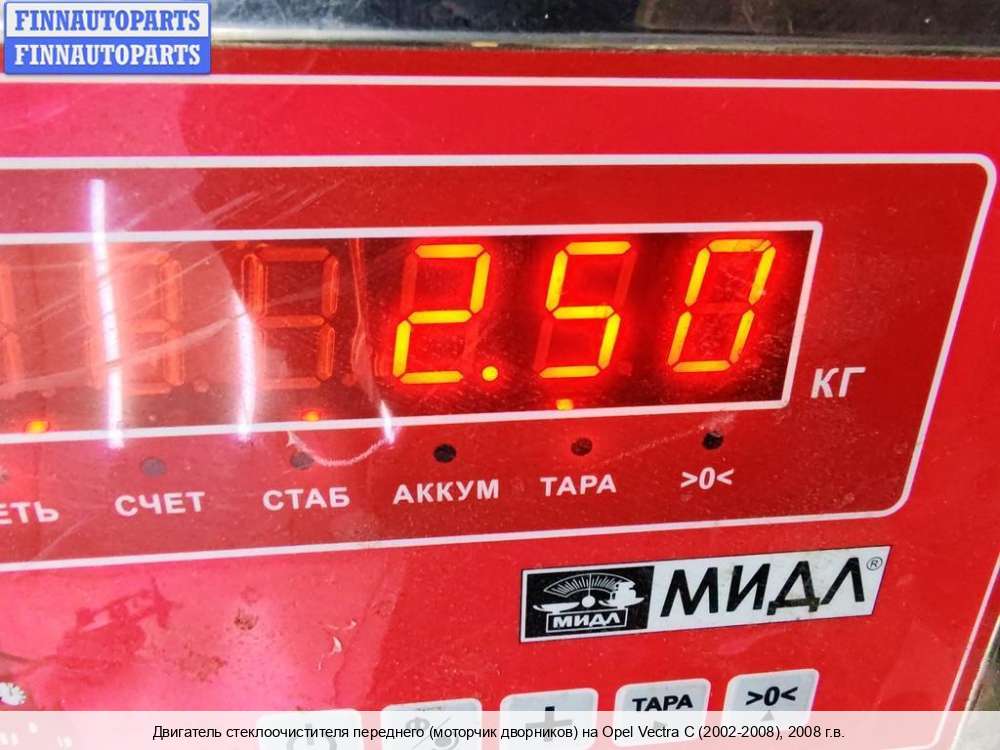 FINNAUTOPARTS
FINNAUTOPARTS
2.50
КГ
ЕТЬ СЧЕТ СТАБ АККУМ ТАРА >0<
МИДЛ МИДЛ®
ТАРА >0<
Двигатель стеклоочистителя переднего (моторчик дворников) на Opel Vectra C (2002-2008), 2008 г.в.